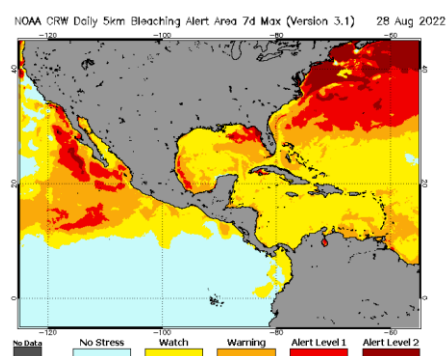 NOAA CRW Daily 5km Bleaching Alert Area 7d Max (Version 3.1) 28 Aug 2022
-120 -100 -80 -60
20
0
-120 -100 -80 -60
No Data No Stress Watch Warning Alert Level 1 Alert Level 2